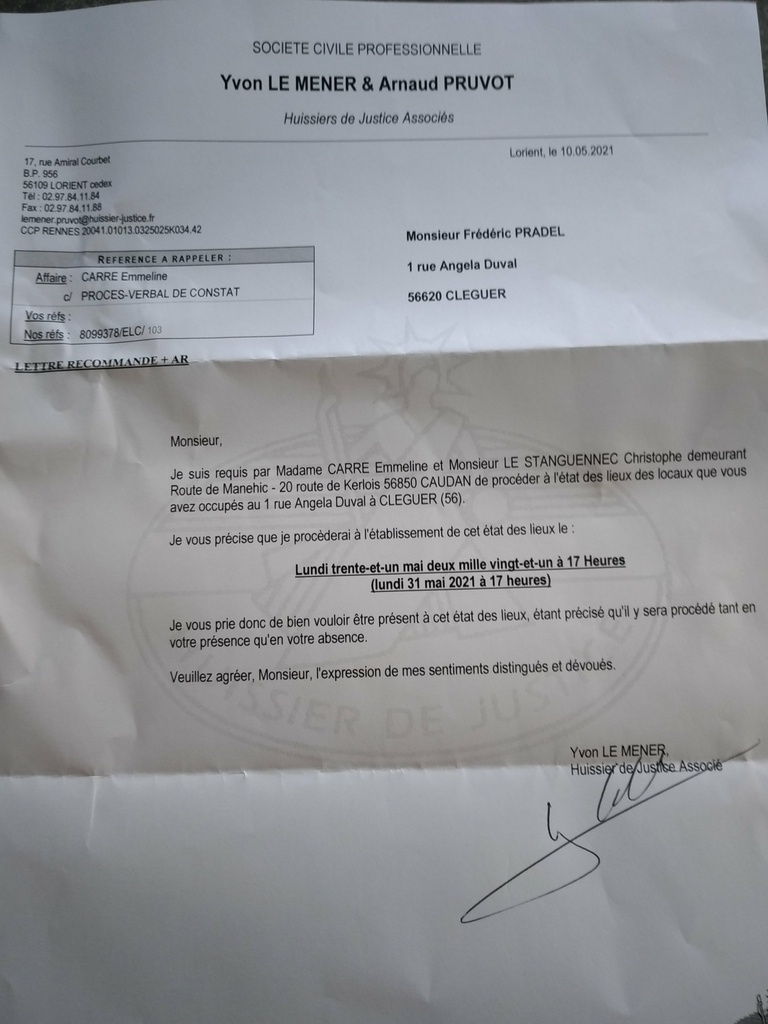 SOCIETE CIVILE PROFESSIONNELLE
Yvon LE MENER & Arnaud PRUVOT
Huissiers de Justice Associés
17, rue Amiral Courbet
B.P. 956
56109 LORIENT cedex
Tél : 02.97.84.11.84
Fax : 02.97.84.11.88
lemener.pruvot@huissier-justice.fr
CCP RENNES 20041.01013.0325025K034.42
Lorient, le 10.05.2021
Monsieur Frédéric PRADEL
1 rue Angela Duval
56620 CLEGUER
REFERENCE A RAPPELER :
Affaire : CARRE Emmeline
c/ PROCES-VERBAL DE CONSTAT
Vos réfs :
Nos réfs : 8099378/ELC/ 103
LETTRE RECOMMANDE + AR
Monsieur,
Je suis requis par Madame CARRE Emmeline et Monsieur LE STANGUENNEC Christophe demeurant
Route de Manehic - 20 route de Kerlois 56850 CAUDAN de procéder à l'état des lieux des locaux que vous
avez occupés au 1 rue Angela Duval à CLEGUER (56).
Je vous précise que je procèderai à l'établissement de cet état des lieux le :
Lundi trente-et-un mai deux mille vingt-et-un à 17 Heures
(lundi 31 mai 2021 à 17 heures)
Je vous prie donc de bien vouloir être présent à cet état des lieux, étant précisé qu'il y sera procédé tant en
votre présence qu'en votre absence.
Veuillez agréer, Monsieur, l'expression de mes sentiments distingués et dévoués.
HUISSIER DE JUSTICE
Yvon LE MENER,
Huissier de Justice Associé